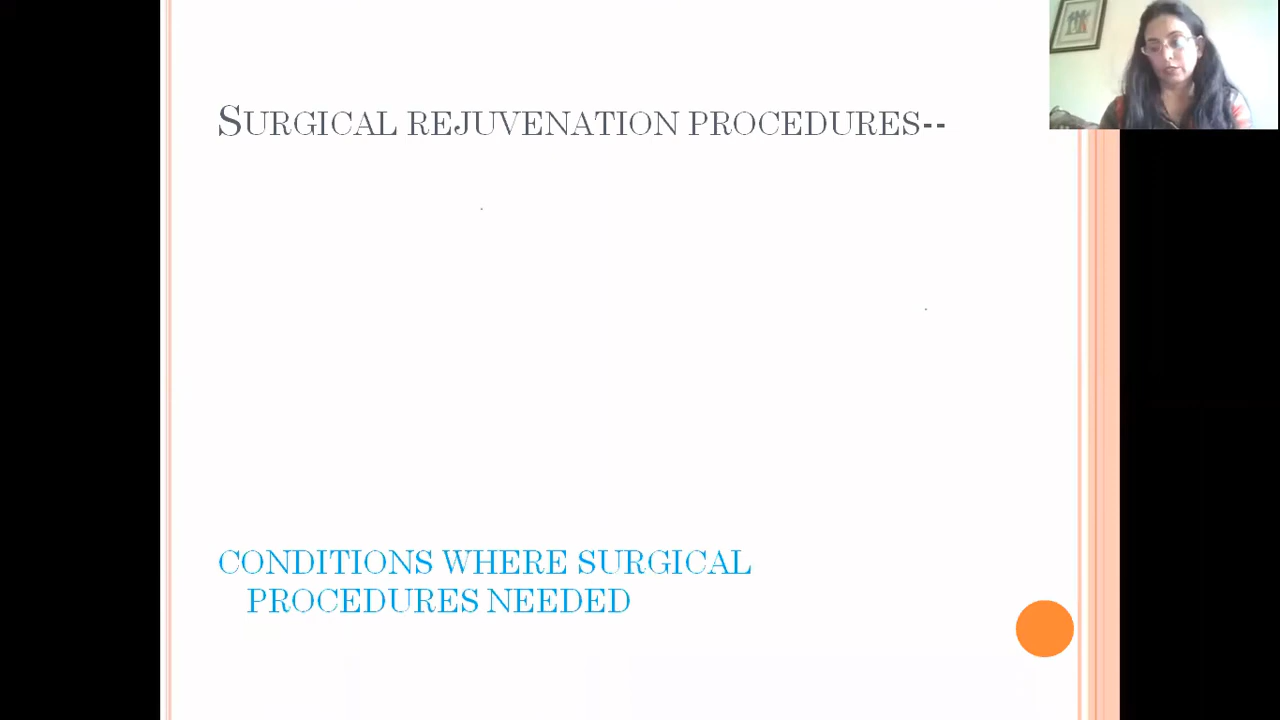 SURGICAL REJUVENATION PROCEDURES--
CONDITIONS WHERE SURGICAL
PROCEDURES NEEDED